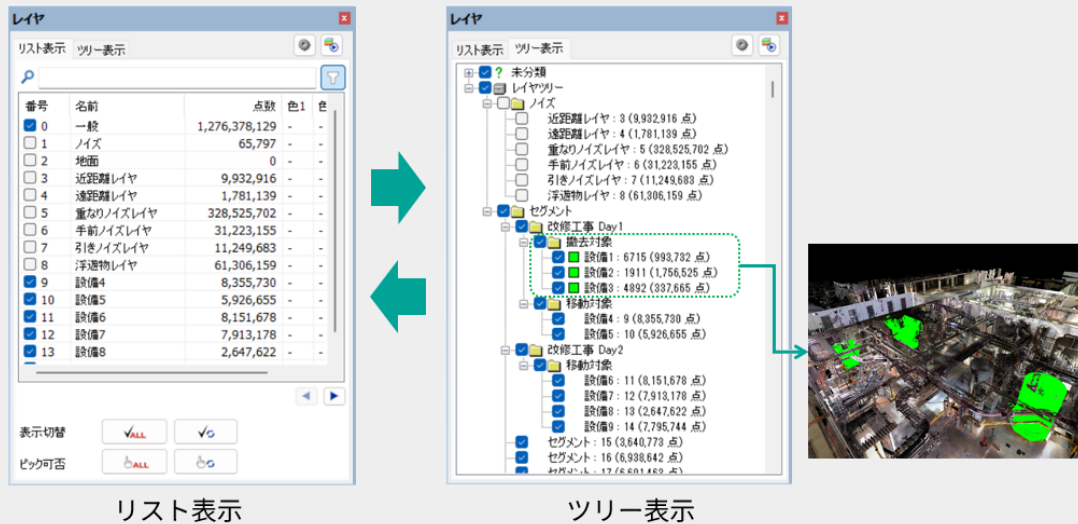 レイヤ
リスト表示 ツリー表示
番号 名前 点数 色1 色
0 一般 1,276,378,129 - -
1 ノイズ 65,797 - -
2 地面 0 - -
3 近距離レイヤ 9,932,916 - -
4 遠距離レイヤ 1,781,139 - -
5 重なりノイズレイヤ 328,525,702 - -
6 手前ノイズレイヤ 31,223,155 - -
7 引きノイズレイヤ 11,249,683 - -
8 浮遊物レイヤ 61,306,159 - -
9 設備4 8,355,730 - -
10 設備5 5,926,655 - -
11 設備6 8,151,678 - -
12 設備7 7,913,178 - -
13 設備8 2,647,622 - -
表示切替 ALL
ピック可否 ALL
リスト表示
レイヤ
リスト表示 ツリー表示
? 未分類
レイヤツリー
ノイズ
近距離レイヤ : 3 (9,932,916 点)
遠距離レイヤ : 4 (1,781,139 点)
重なりノイズレイヤ : 5 (328,525,702 点)
手前ノイズレイヤ : 6 (31,223,155 点)
引きノイズレイヤ : 7 (11,249,683 点)
浮遊物レイヤ : 8 (61,306,159 点)
セグメント
改修工事 Day1
撤去対象
設備1 : 6715 (993,732 点)
設備2 : 1911 (1,756,525 点)
設備3 : 4892 (337,665 点)
移動対象
設備4 : 9 (8,355,730 点)
設備5 : 10 (5,926,655 点)
改修工事 Day2
移動対象
設備6 : 11 (8,151,678 点)
設備7 : 12 (7,913,178 点)
設備8 : 13 (2,647,622 点)
設備9 : 14 (7,795,744 点)
セグメント : 15 (3,640,773 点)
セグメント : 16 (6,938,642 点)
セグメント : 17
ツリー表示